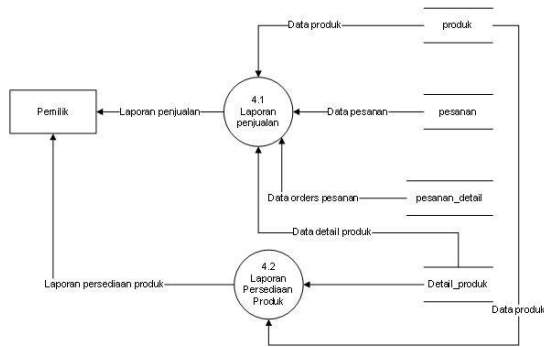 Data produk
produk
4.1
Laporan
penjualan
Pemilik
Laporan penjualan
Data pesanan
pesanan
Data orders pesanan
pesanan_detail
Data detail produk
4.2
Laporan
Persediaan
Produk
Laporan persediaan produk
Detail_produk
Data produk